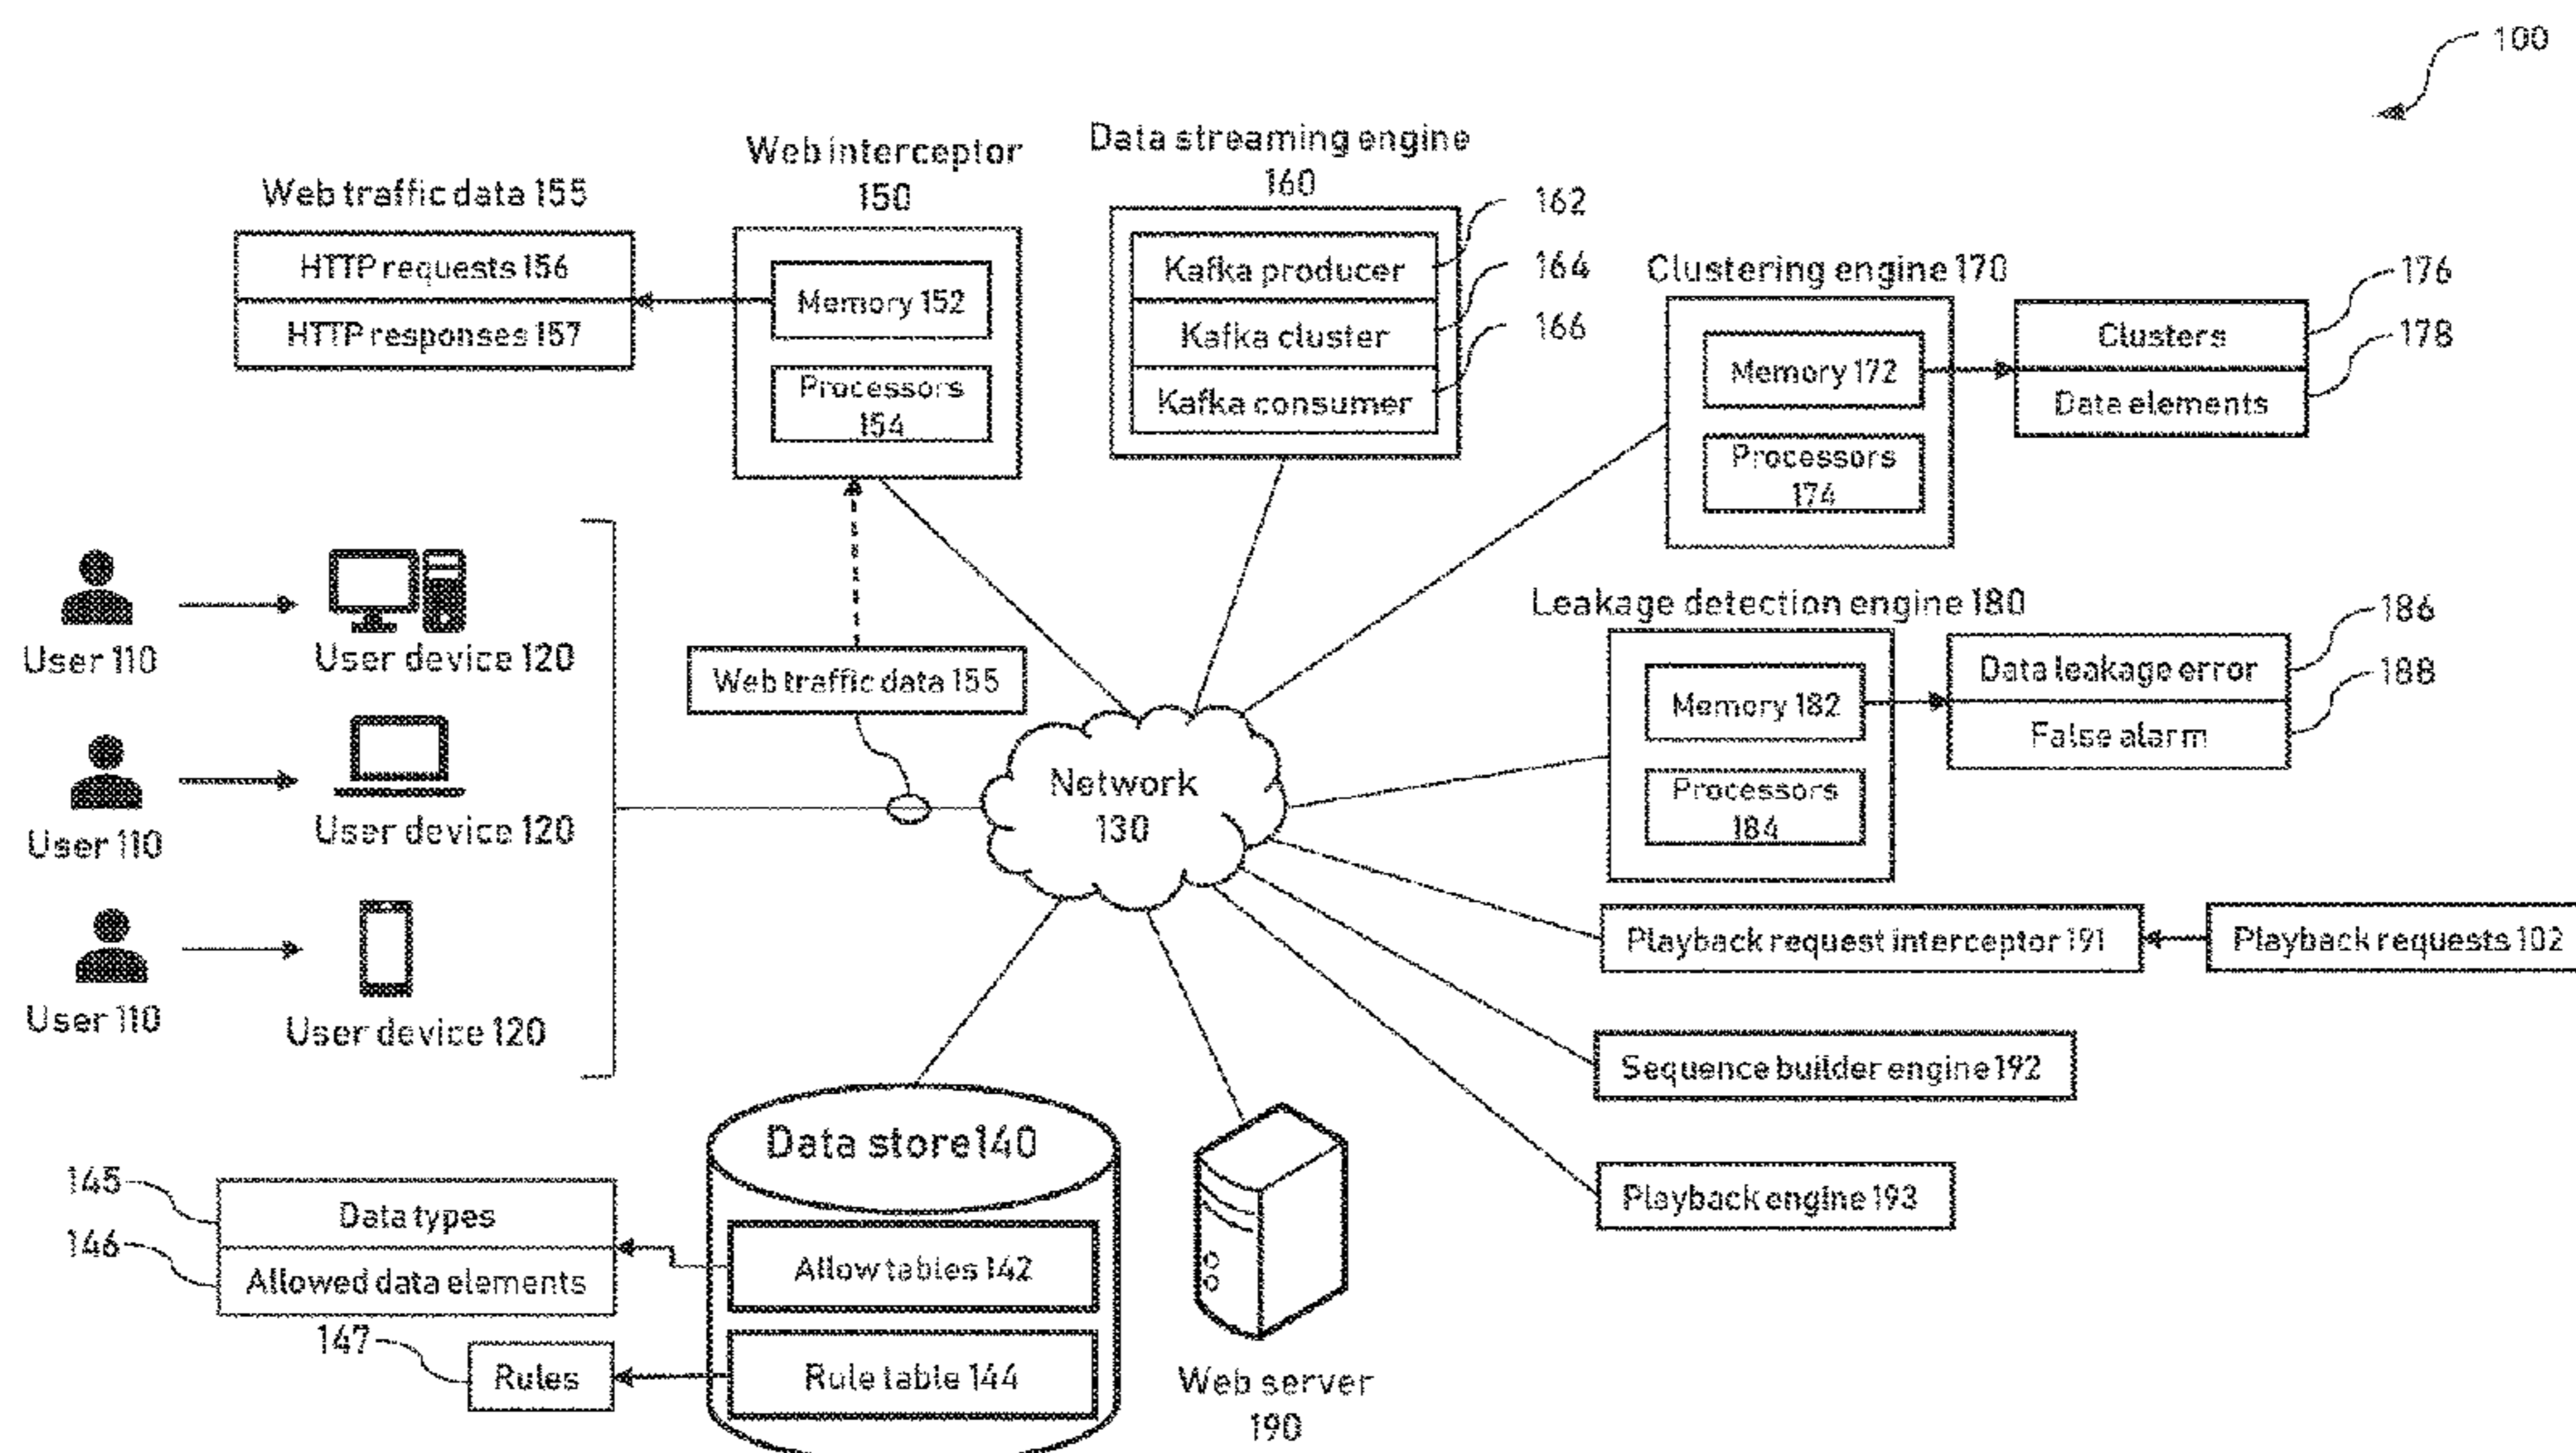 100
Web traffic data 155
HTTP requests 156
HTTP responses 157
Web interceptor
150
Memory 152
Processors
154
Data streaming engine
160
Kafka producer
Kafka cluster
Kafka consumer
162
164
166
Clustering engine 170
Memory 172
Processors
174
Clusters
Data elements
176
178
User 110
User device 120
User 110
User device 120
User 110
User device 120
Web traffic data 155
Network
130
Leakage detection engine 180
Memory 182
Processors
184
Data leakage error
False alarm
186
188
Playback request interceptor 191
Playback requests 102
Sequence builder engine 192
Playback engine 193
Data store 140
Allow tables 142
Rule table 144
145
146
Data types
Allowed data elements
147
Rules
Web server
190